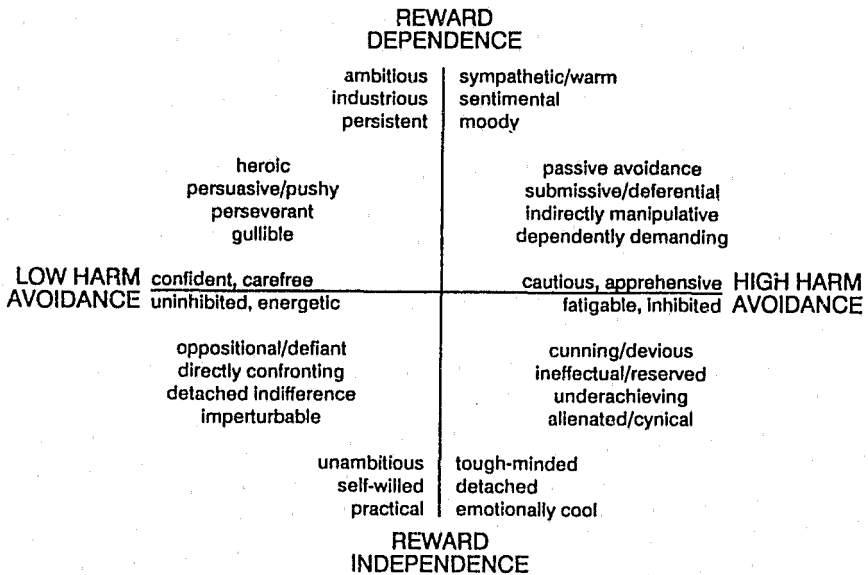 REWARD
DEPENDENCE
ambitious sympathetic/warm
industrious sentimental
persistent moody
heroic
persuasive/pushy
perseverant
gullible
passive avoidance
submissive/deferential
indirectly manipulative
dependently demanding
LOW HARM
AVOIDANCE
confident, carefree
uninhibited, energetic
cautious, apprehensive
fatigable, inhibited
HIGH HARM
AVOIDANCE
oppositional/defiant
directly confronting
detached indifference
imperturbable
cunning/devious
ineffectual/reserved
underachieving
alienated/cynical
unambitious tough-minded
self-willed detached
practical emotionally cool
REWARD
INDEPENDENCE